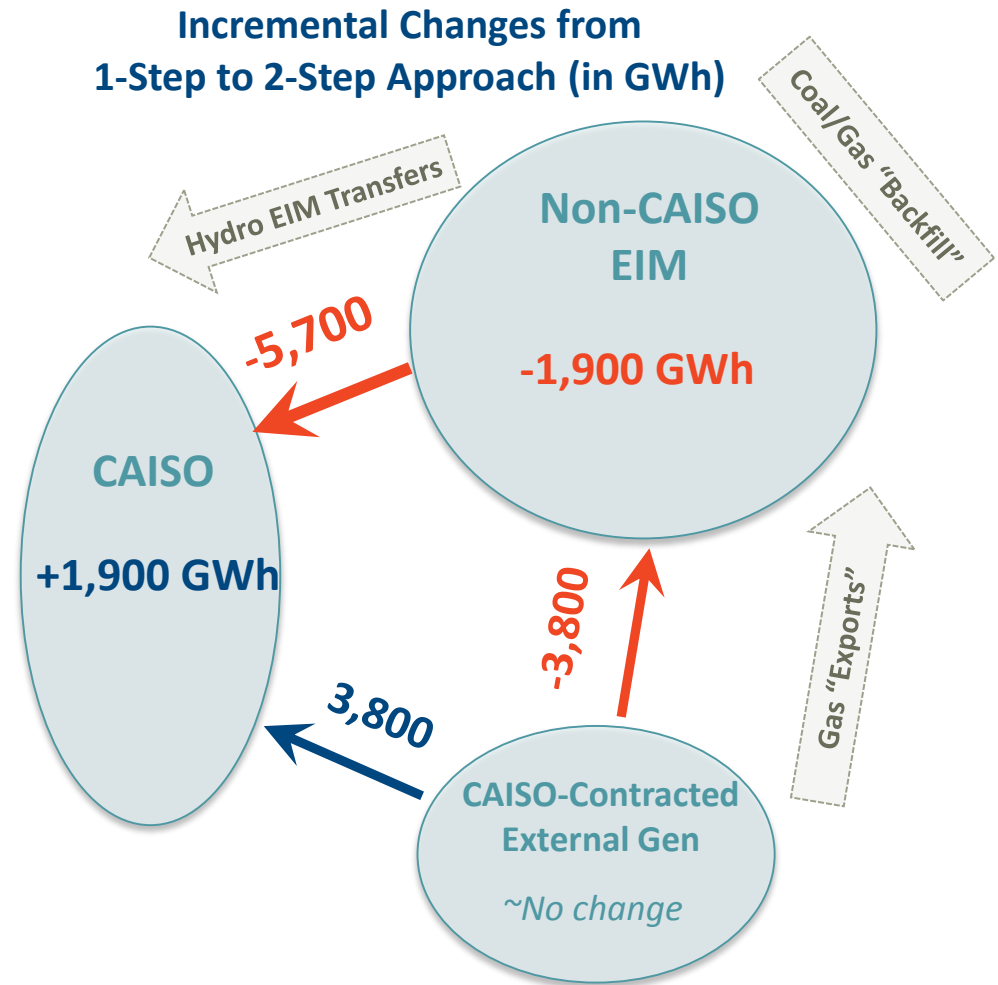 Incremental Changes from
1-Step to 2-Step Approach (in GWh)
Coal/Gas “Backfill”
Hydro EIM Transfers
Non-CAISO
EIM
-1,900 GWh
-5,700
CAISO
+1,900 GWh
-3,800
Gas “Exports”
3,800
CAISO-Contracted
External Gen
~No change